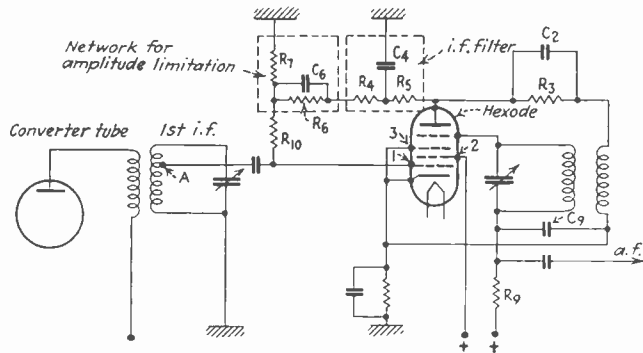 Network for
amplitude limitation
R7
C6
R6
R10
C4
R4
R5
i.f. filter
C2
R3
Hexode
Converter tube
1st i.f.
A
3
1
2
C9
a.f.
R9
+
+